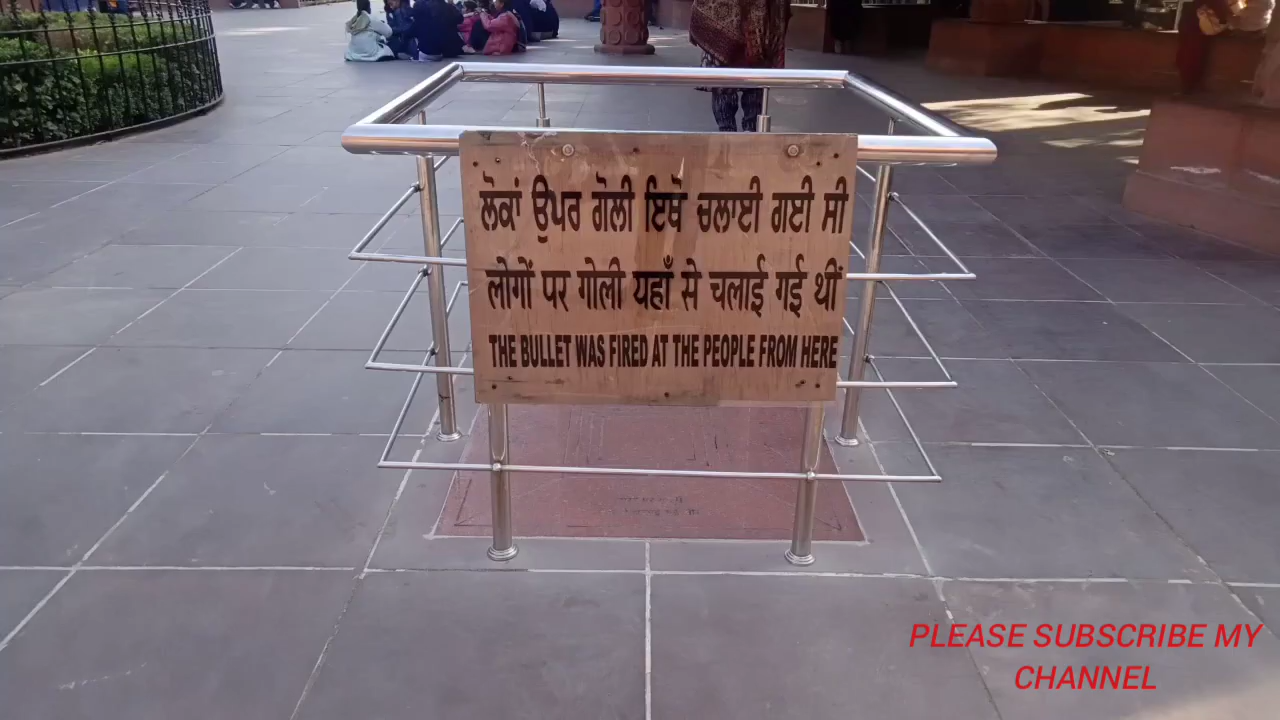 ਲੋਕਾਂ ਉਪਰ ਗੋਲੀ ਇਥੋਂ ਚਲਾਈ ਗਈ ਸੀ
लोगों पर गोली यहाँ से चलाई गई थीं
THE BULLET WAS FIRED AT THE PEOPLE FROM HERE
PLEASE SUBSCRIBE MY
CHANNEL